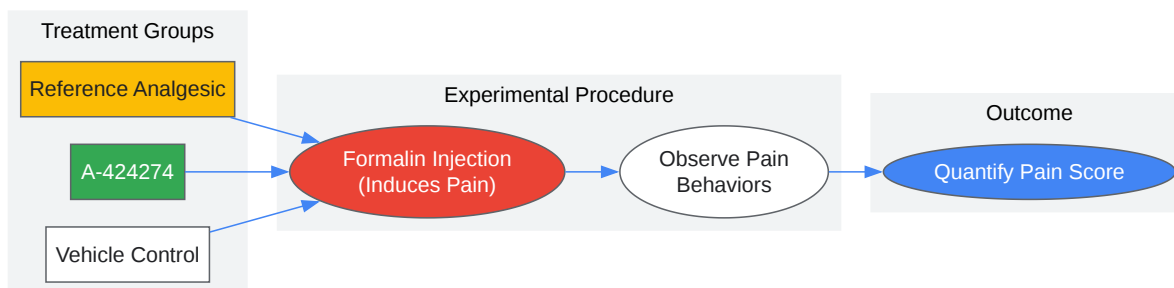 Treatment Groups
Reference Analgesic
A-424274
Vehicle Control
Experimental Procedure
Formalin Injection
(Induces Pain)
Observe Pain
Behaviors
Outcome
Quantify Pain Score